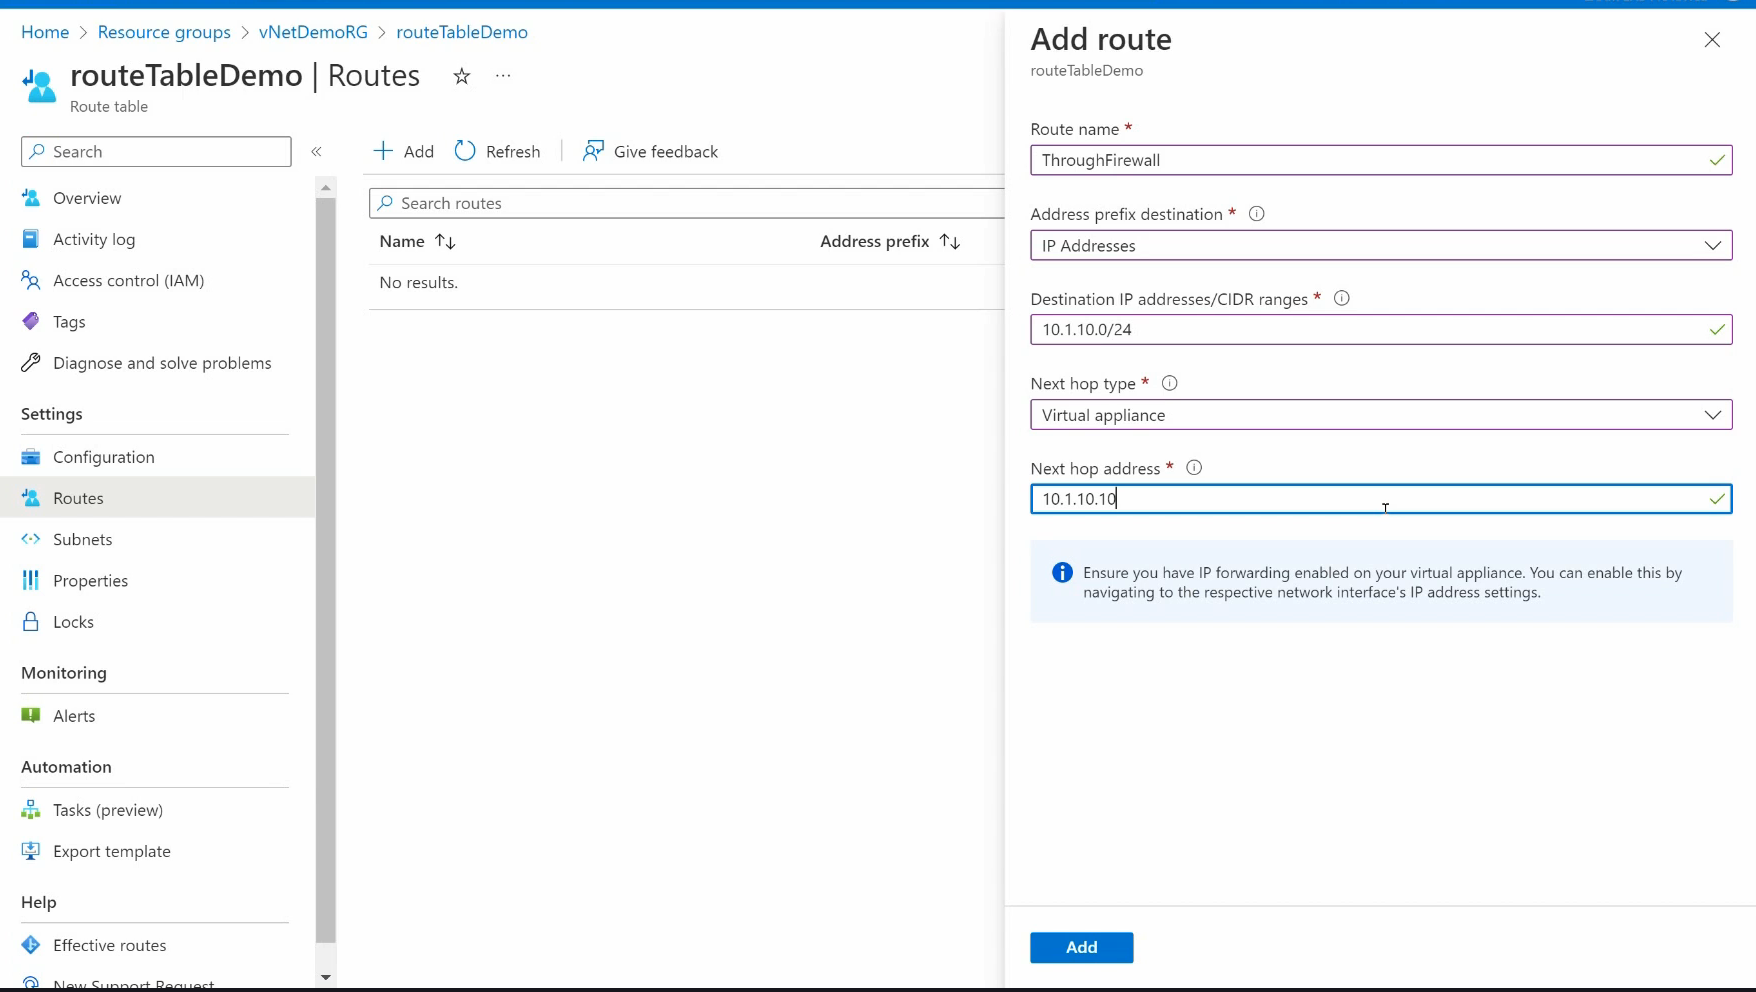 Home > Resource groups > vNetDemoRG > routeTableDemo
routeTableDemo | Routes
Route table
Search
Overview
Activity log
Access control (IAM)
Tags
Diagnose and solve problems
Settings
Configuration
Routes
Subnets
Properties
Locks
Monitoring
Alerts
Automation
Tasks (preview)
Export template
Help
Effective routes
New Support Request
Add Refresh Give feedback
Search routes
Name Address prefix
No results.
Add route
routeTableDemo
Route name *
ThroughFirewall
Address prefix destination *
IP Addresses
Destination IP addresses/CIDR ranges *
10.1.10.0/24
Next hop type *
Virtual appliance
Next hop address *
10.1.10.10
Ensure you have IP forwarding enabled on your virtual appliance. You can enable this by
navigating to the respective network interface's IP address settings.
Add